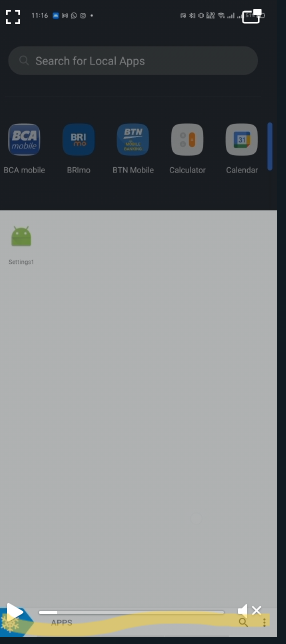 11:16
Search for Local Apps
BCA mobile
BRI mo
BTN
BCA mobile
BRImo
BTN Mobile
Calculator
Calendar
31
Settings!
APPS